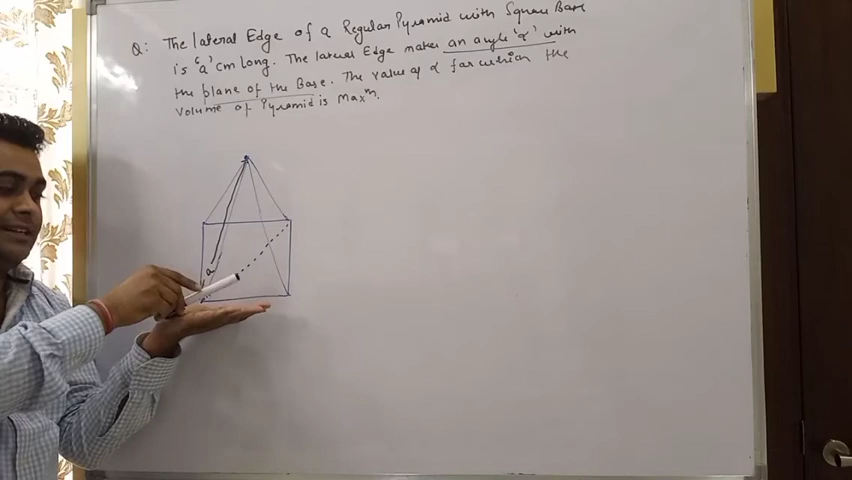 Q: The lateral Edge of a Regular Pyramid with Square Base
is 'a' cm long. The lateral Edge makes an angle 'α' with
the plane of the Base. The value of α for which the
volume of Pyramid is Maxm.
a